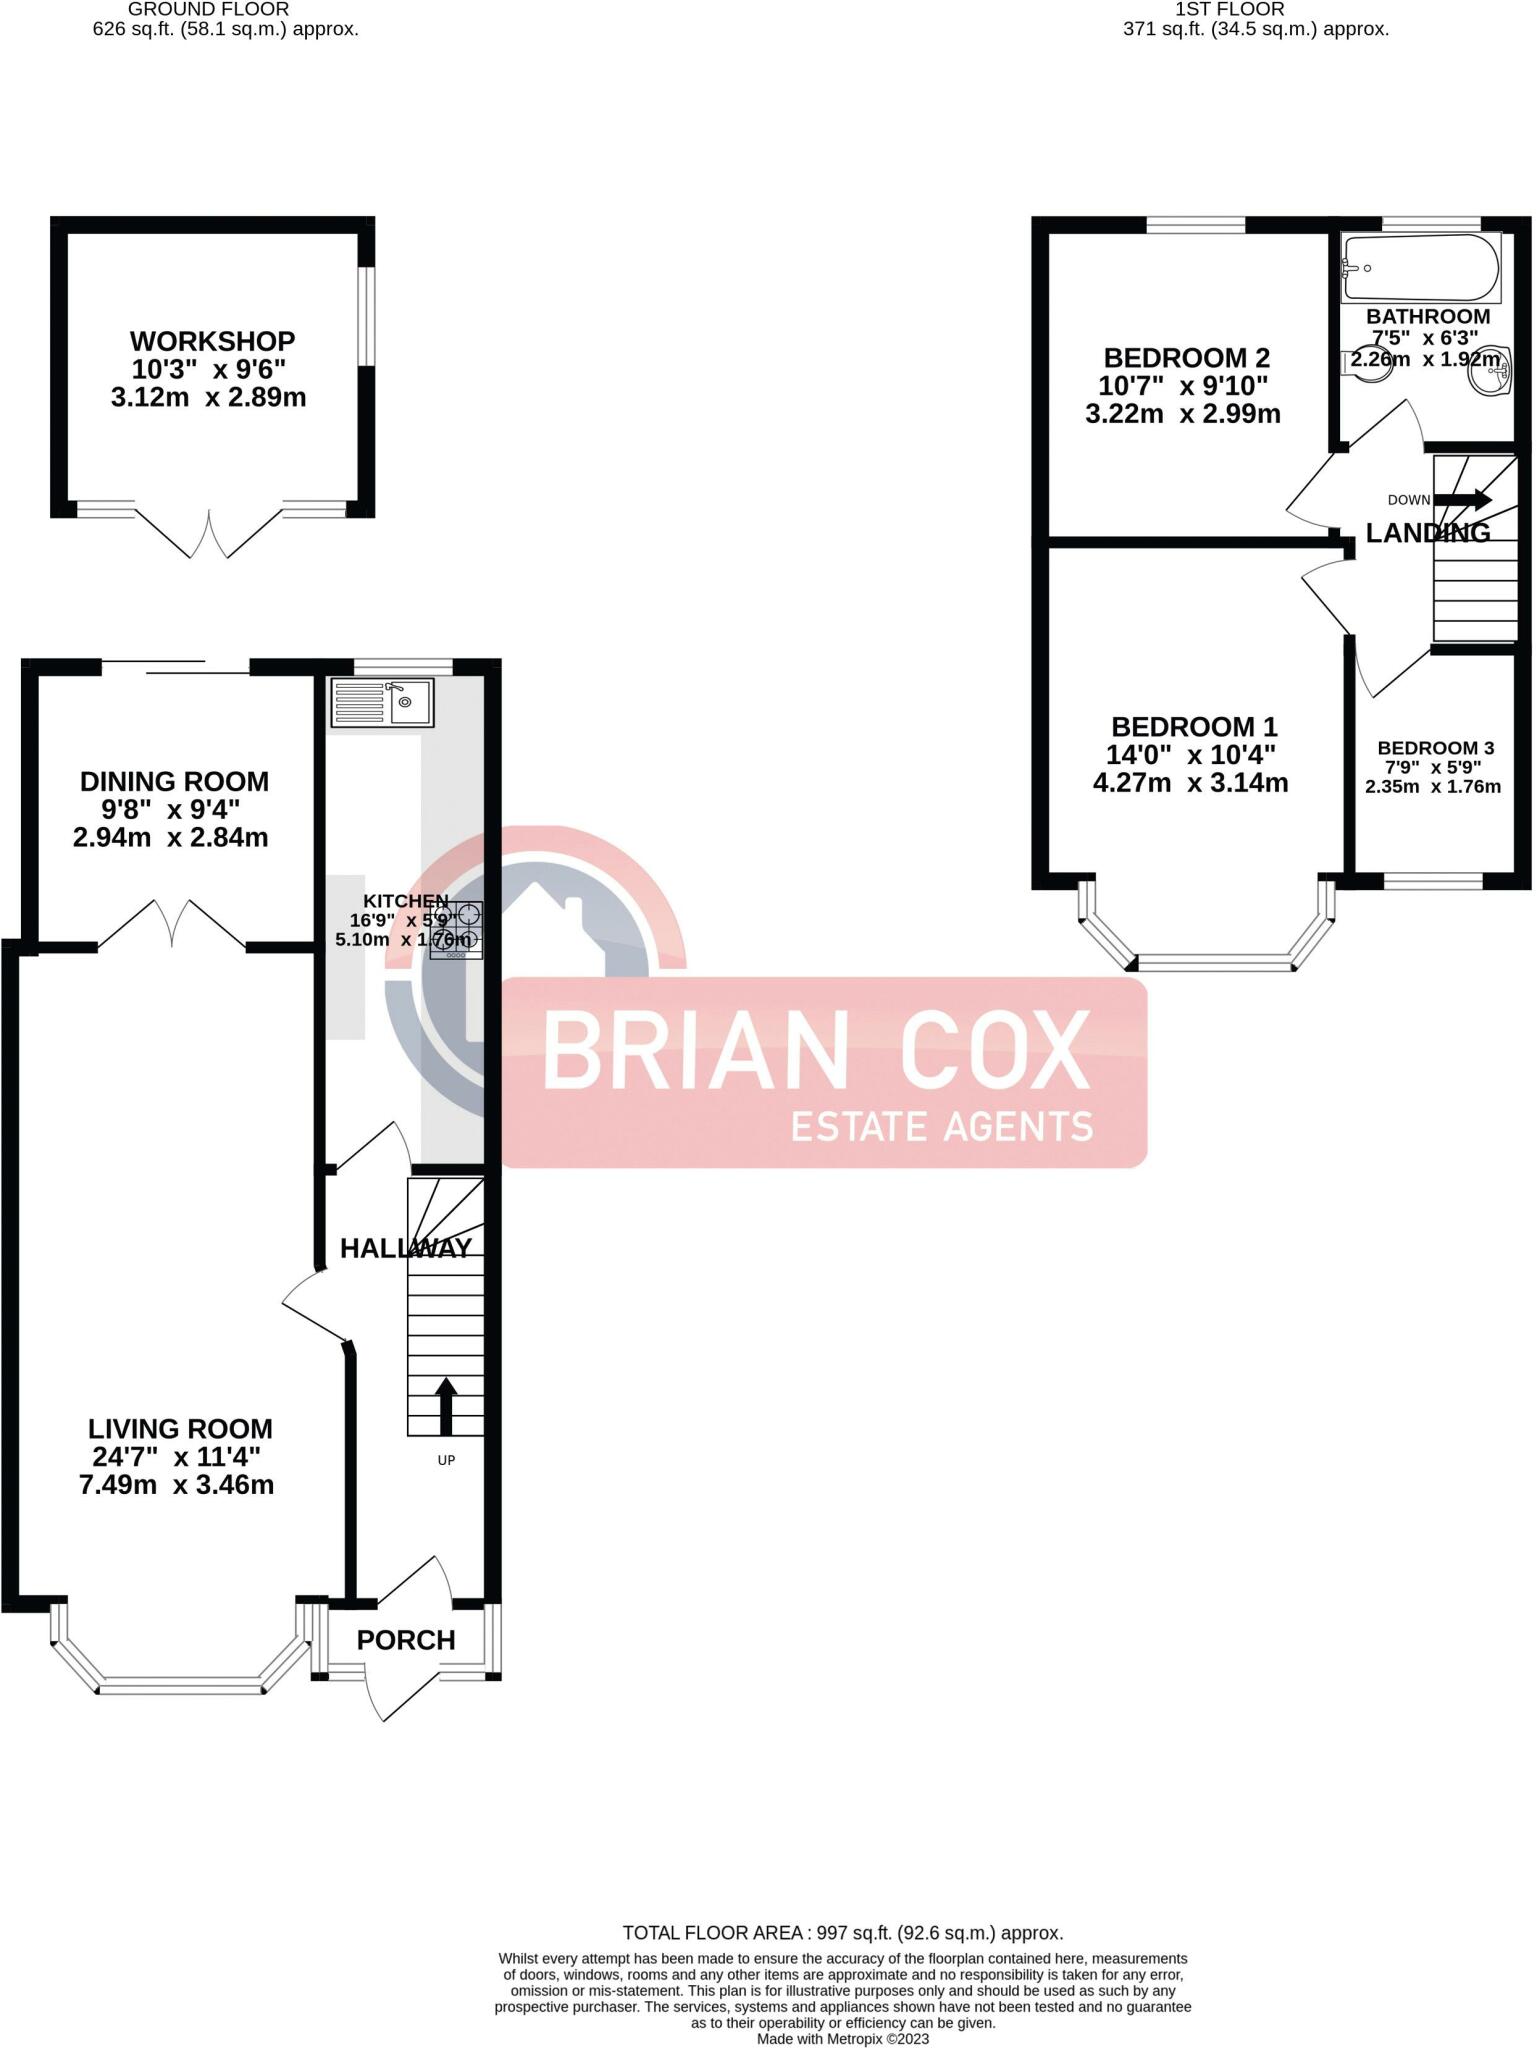 GROUND FLOOR
626 sq.ft. (58.1 sq.m.) approx.
1ST FLOOR
371 sq.ft. (34.5 sq.m.) approx.
WORKSHOP
10'3" x 9'6"
3.12m x 2.89m
BEDROOM 2
10'7" x 9'10"
3.22m x 2.99m
BATHROOM
7'5" x 6'3"
2.26m x 1.92m
DOWN
LANDING
BEDROOM 1
14'0" x 10'4"
4.27m x 3.14m
BEDROOM 3
7'9" x 5'9"
2.35m x 1.76m
DINING ROOM
9'8" x 9'4"
2.94m x 2.84m
KITCHEN
16'9" x 5'9"
5.10m x 1.76m
BRIAN COX
ESTATE AGENTS
HALLWAY
LIVING ROOM
24'7" x 11'4"
7.49m x 3.46m
UP
PORCH
TOTAL FLOOR AREA : 997 sq.ft. (92.6 sq.m.) approx.
Whilst every attempt has been made to ensure the accuracy of the floorplan contained here, measurements
of doors, windows, rooms and any other items are approximate and no responsibility is taken for any error,
omission or mis-statement. This plan is for illustrative purposes only and should be used as such by any
prospective purchaser. The services, systems and appliances shown have not been tested and no guarantee
as to their operability or efficiency can be given.
Made with Metropix ©2023